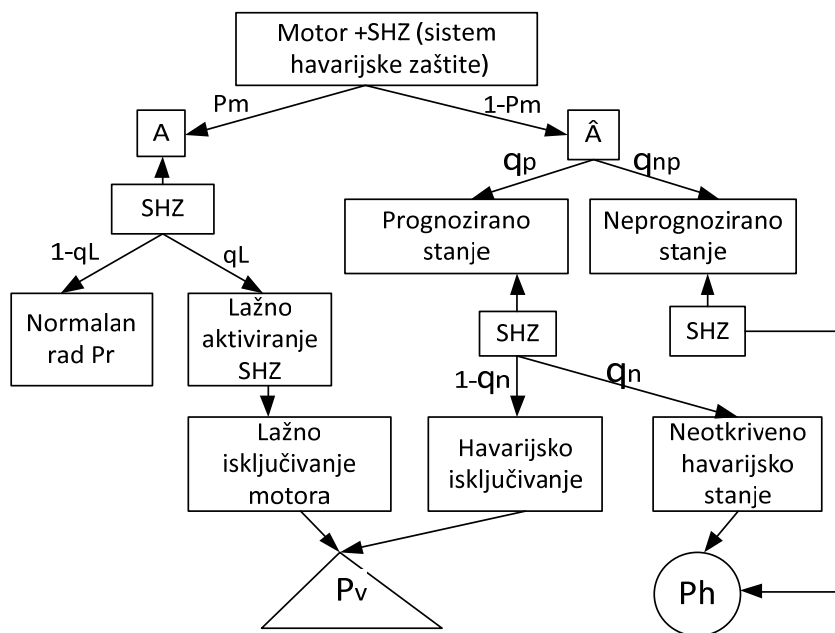 Motor +SHZ (sistem
havarijske zaštite)
Pm
1-Pm
A
Â
qp
qnp
SHZ
Prognozirano
stanje
Neprognozirano
stanje
1-qL
qL
Normalan
rad Pr
Lažno
aktiviranje
SHZ
SHZ
SHZ
1-qn
qn
Lažno
isključivanje
motora
Havarijsko
isključivanje
Neotkriveno
havarijsko
stanje
Pv
Ph